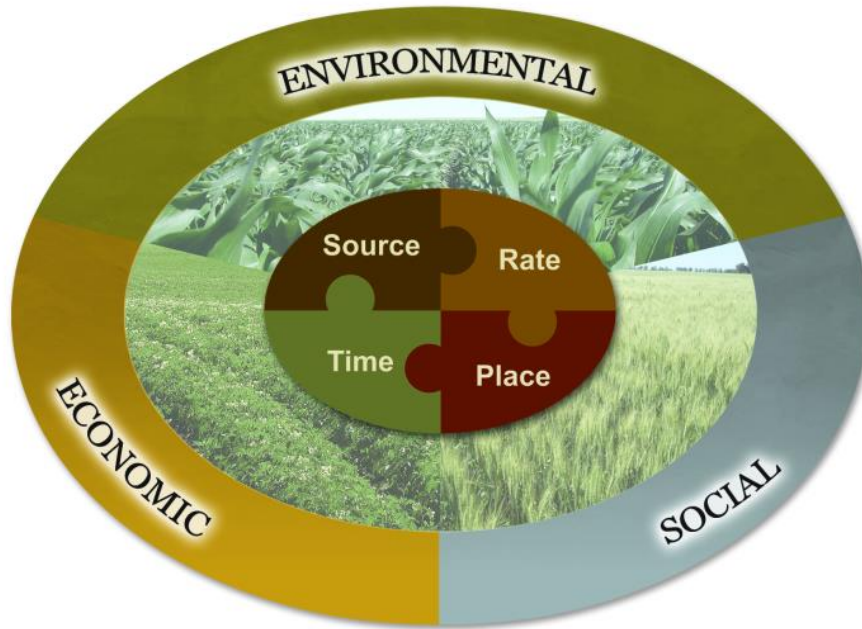 ENVIRONMENTAL
Source
Rate
Time
Place
ECONOMIC
SOCIAL